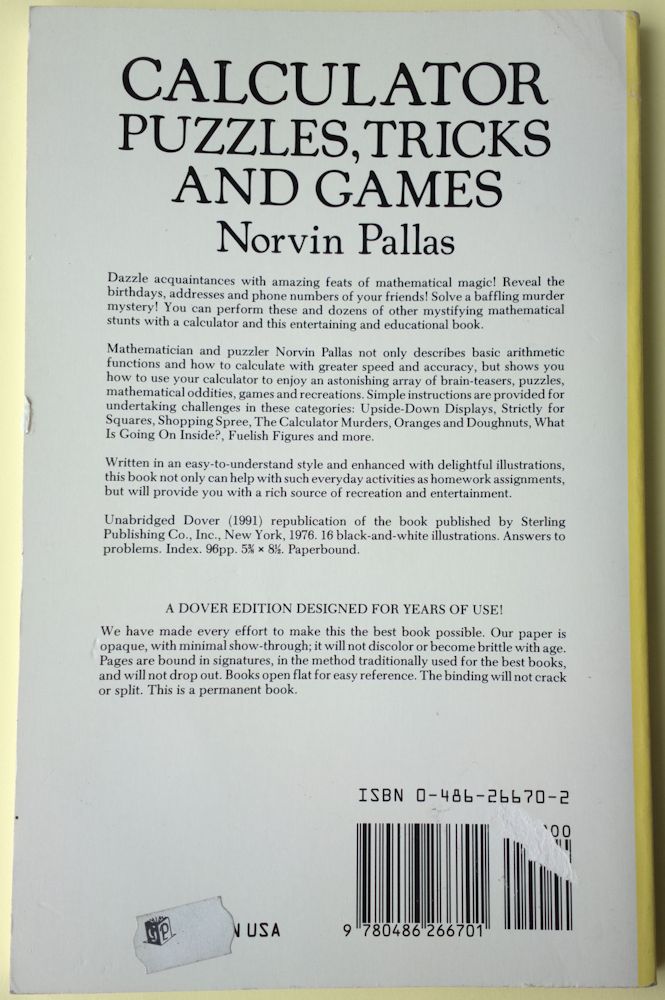 CALCULATOR
PUZZLES, TRICKS
AND GAMES
Norvin Pallas
Dazzle acquaintances with amazing feats of mathematical magic! Reveal the
birthdays, addresses and phone numbers of your friends! Solve a baffling murder
mystery! You can perform these and dozens of other mystifying mathematical
stunts with a calculator and this entertaining and educational book.
Mathematician and puzzler Norvin Pallas not only describes basic arithmetic
functions and how to calculate with greater speed and accuracy, but shows you
how to use your calculator to enjoy an astonishing array of brain-teasers, puzzles,
mathematical oddities, games and recreations. Simple instructions are provided for
undertaking challenges in these categories: Upside-Down Displays, Strictly for
Squares, Shopping Spree, The Calculator Murders, Oranges and Doughnuts, What
Is Going On Inside?, Fuelish Figures and more.
Written in an easy-to-understand style and enhanced with delightful illustrations,
this book not only can help with such everyday activities as homework assignments,
but will provide you with a rich source of recreation and entertainment.
Unabridged Dover (1991) republication of the book published by Sterling
Publishing Co., Inc., New York, 1976. 16 black-and-white illustrations. Answers to
problems. Index. 96pp. 5⅜ × 8½. Paperbound.
A DOVER EDITION DESIGNED FOR YEARS OF USE!
We have made every effort to make this the best book possible. Our paper is
opaque, with minimal show-through; it will not discolor or become brittle with age.
Pages are bound in signatures, in the method traditionally used for the best books,
and will not drop out. Books open flat for easy reference. The binding will not crack
or split. This is a permanent book.
ISBN 0-486-26670-2
00
N USA
9 780486 266701